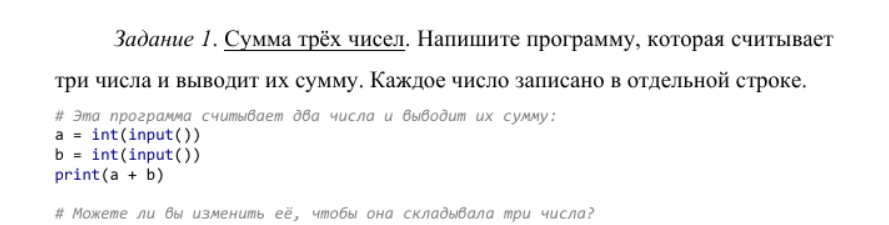 Задание 1. Сумма трёх чисел. Напишите программу, которая считывает
три числа и выводит их сумму. Каждое число записано в отдельной строке.
# Эта программа считывает два числа и выводит их сумму:
a = int(input())
b = int(input())
print(a + b)
# Можете ли вы изменить её, чтобы она складывала три числа?